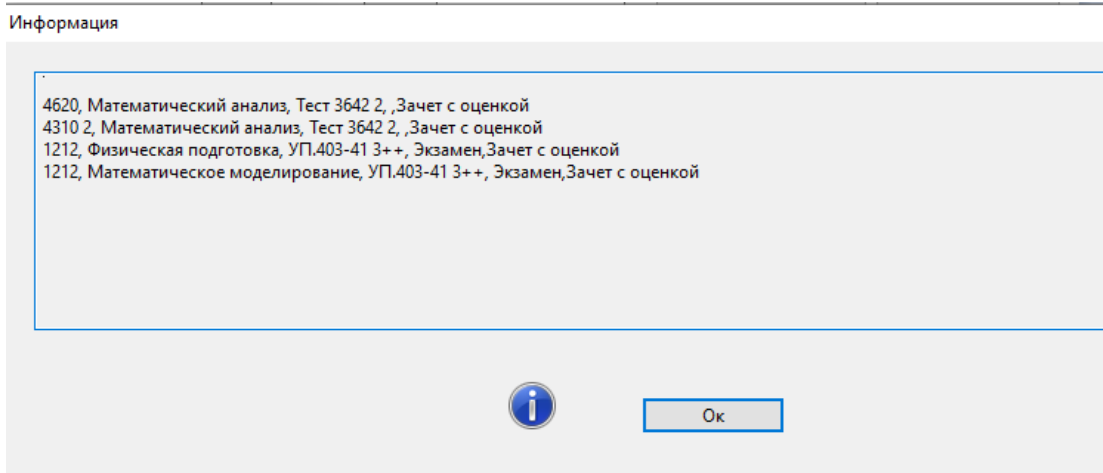 Информация
.
4620, Математический анализ, Тест 3642 2, ,Зачет с оценкой
4310 2, Математический анализ, Тест 3642 2, ,Зачет с оценкой
1212, Физическая подготовка, УП.403-41 3++, Экзамен,Зачет с оценкой
1212, Математическое моделирование, УП.403-41 3++, Экзамен,Зачет с оценкой
Ок